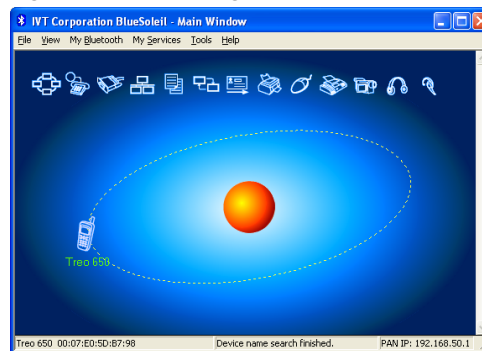 IVT Corporation BlueSoleil - Main Window
File View My Bluetooth My Services Tools Help
Treo 650
Treo 650 00:07:E0:5D:B7:98 Device name search finished. PAN IP: 192.168.50.1